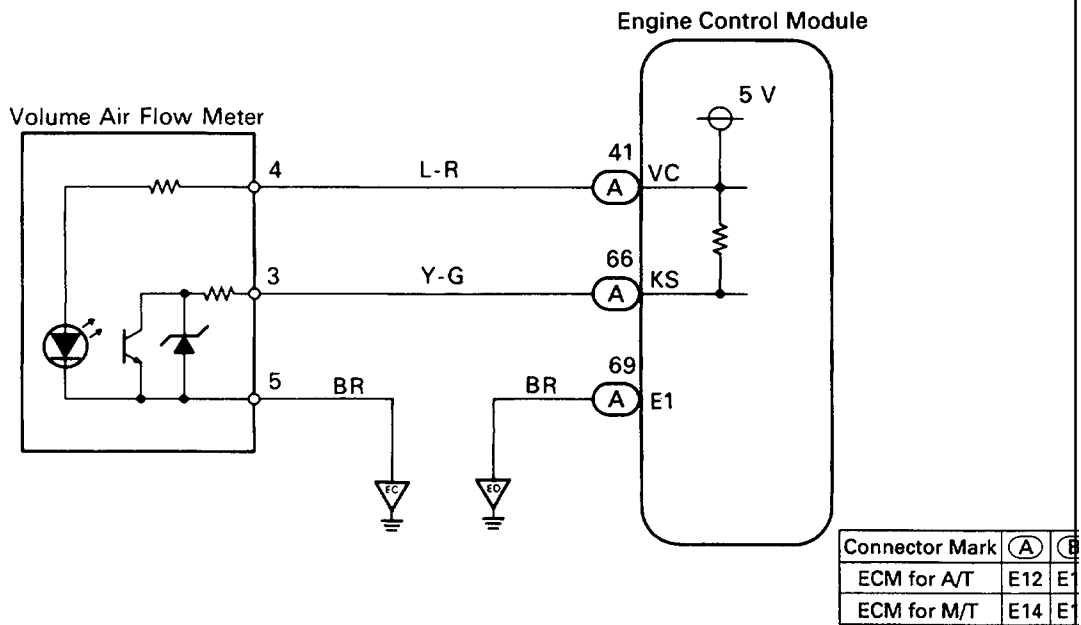 Engine Control Module
5 V
Volume Air Flow Meter
4
L-R
41
A
VC
3
Y-G
66
A
KS
5
BR
BR
69
A
E1
EC
ED
Connector Mark A
ECM for A/T E12
ECM for M/T E14